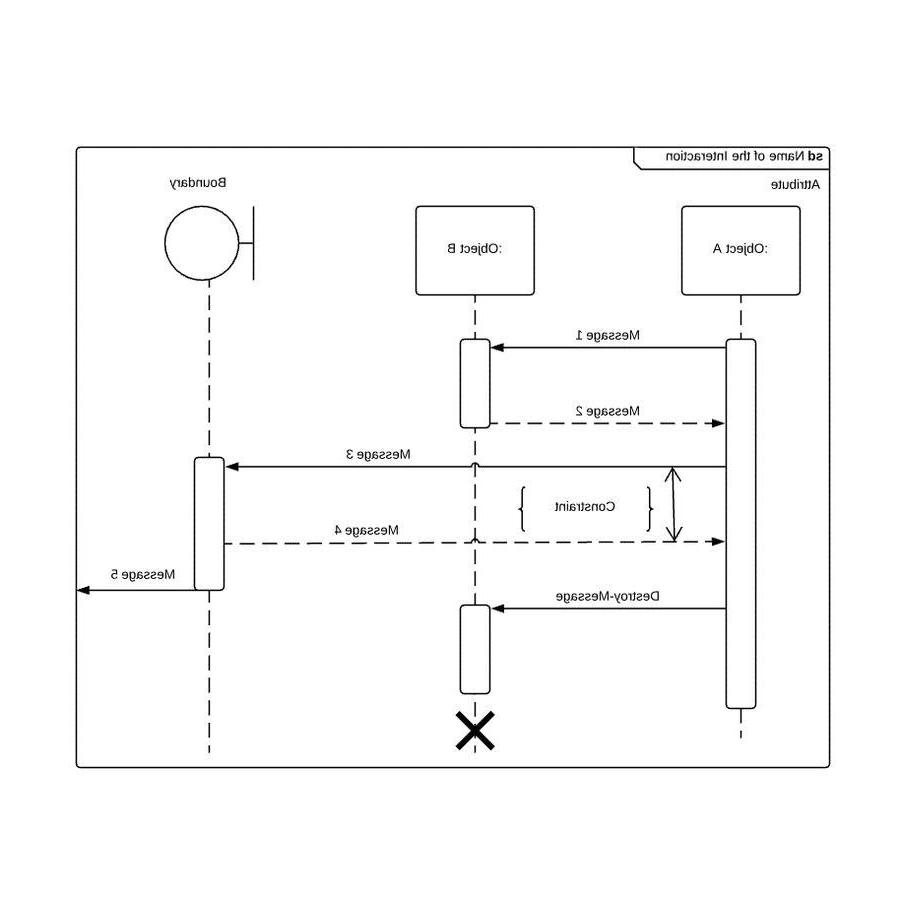 sd Name of the Interaction
Attribute
:Object A
:Object B
Boundary
Message 1
Message 2
Message 3
{ Constraint }
Message 4
Message 5
Destroy-Message